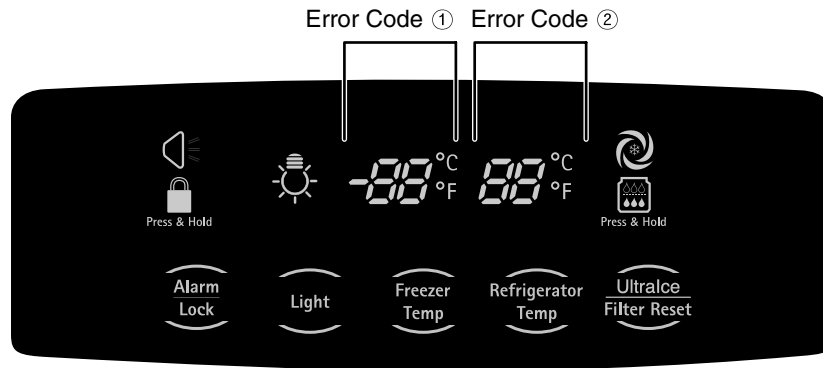 Error Code ① Error Code ②
-88 °C °F 88 °C °F
Press & Hold Press & Hold
Alarm Lock Light Freezer Temp Refrigerator Temp UltraIce Filter Reset